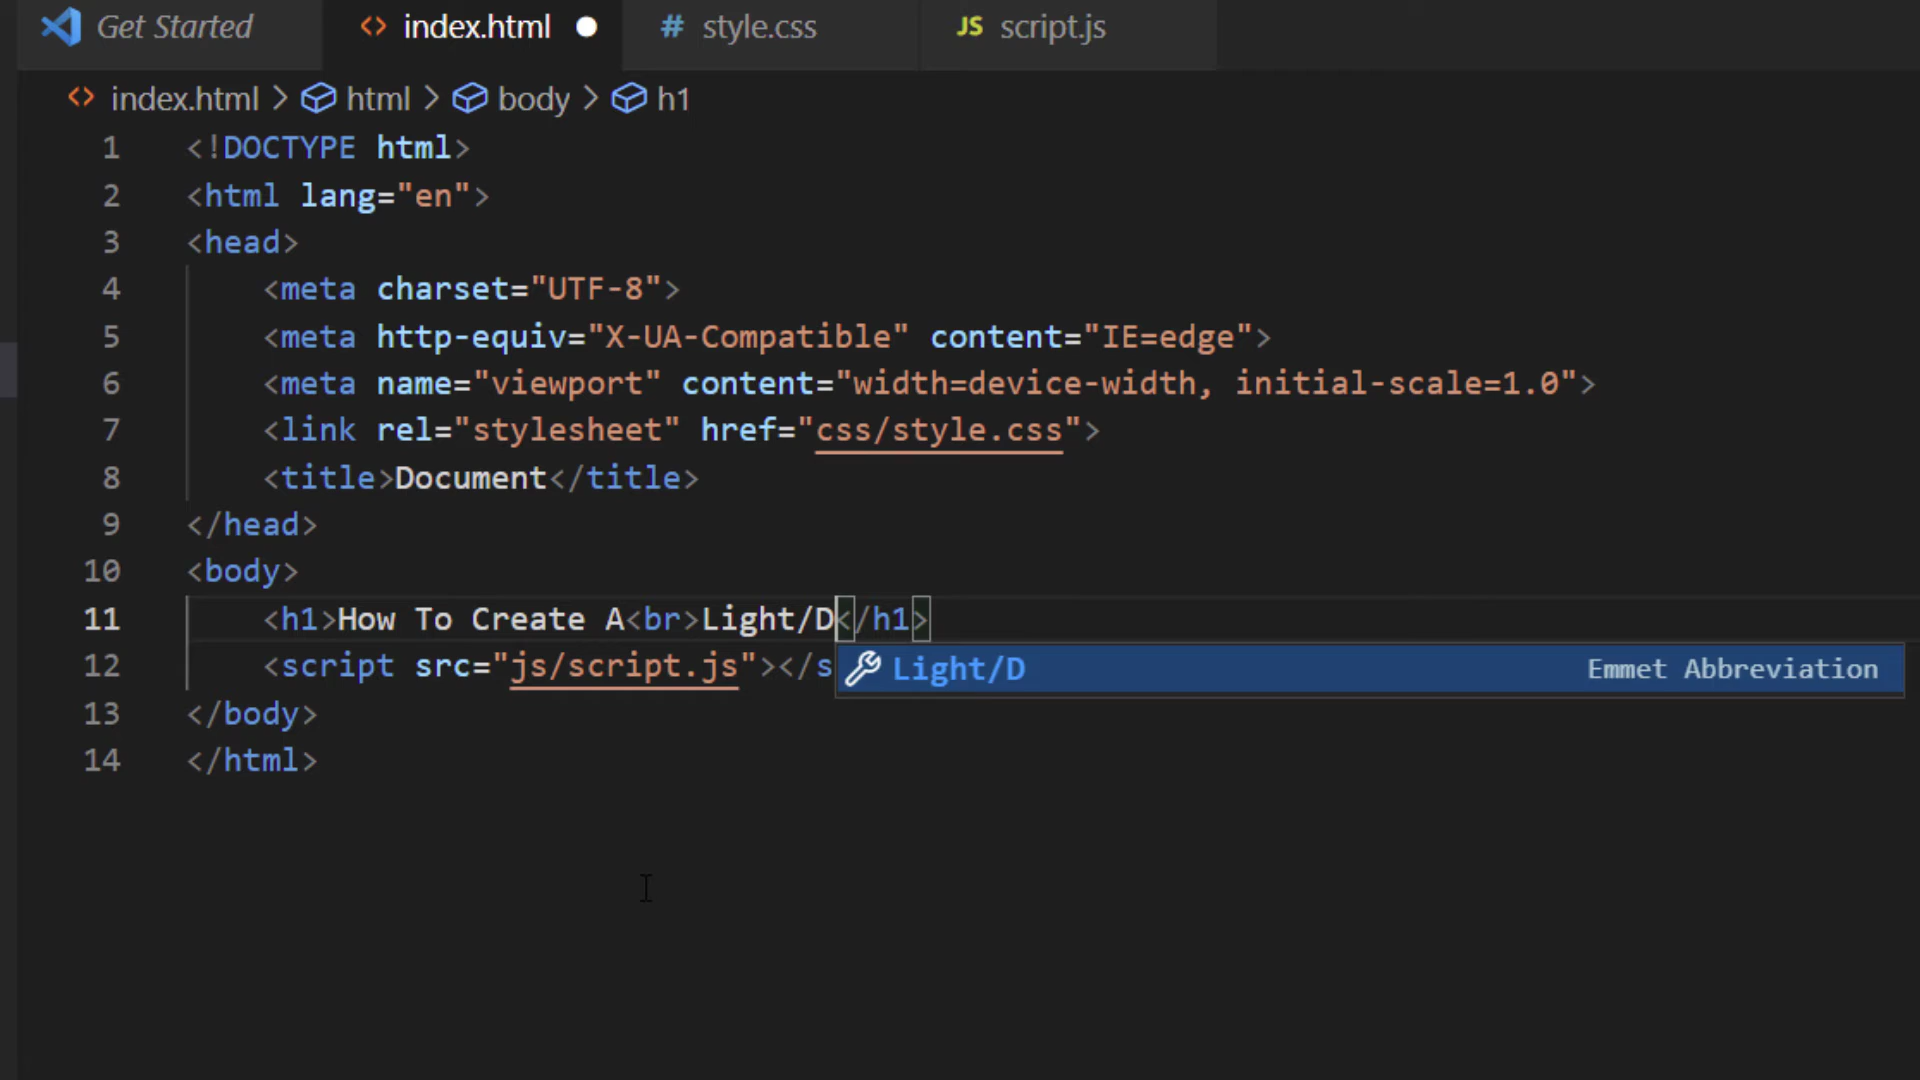 Get Started index.html style.css JS script.js
index.html > html > body > h1
1 <!DOCTYPE html>
2 <html lang="en">
3 <head>
4 <meta charset="UTF-8">
5 <meta http-equiv="X-UA-Compatible" content="IE=edge">
6 <meta name="viewport" content="width=device-width, initial-scale=1.0">
7 <link rel="stylesheet" href="css/style.css">
8 <title>Document</title>
9 </head>
10 <body>
11 <h1>How To Create A<br>Light/D</h1>
12 <script src="js/script.js"></s
Light/D Emmet Abbreviation
13 </body>
14 </html>